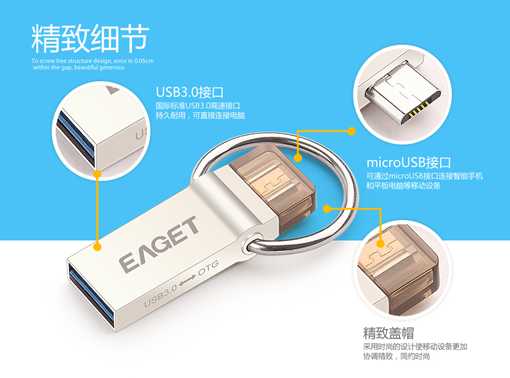 精致细节
To screw free structure design, error in 0.05cm
within the gap, beautiful generous.
USB3.0接口
国际标准USB3.0高速接口
持久耐用，可直接连接电脑
microUSB接口
可通过microUSB接口连接智能手机
和平板电脑等移动设备
EAGET
USB3.0 OTG
精致盖帽
采用时尚的设计使移动设备更加
协调精致，简约时尚